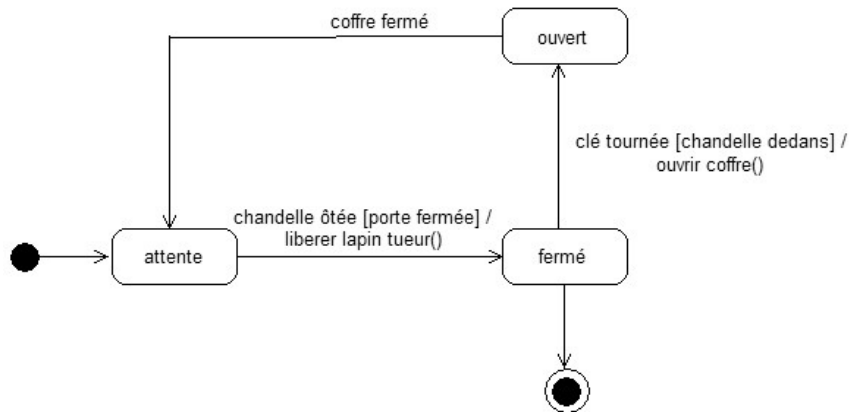 coffre fermé
ouvert
clé tournée [chandelle dedans] /
ouvrir coffre()
chandelle ôtée [porte fermée] /
liberer lapin tueur()
attente
fermé